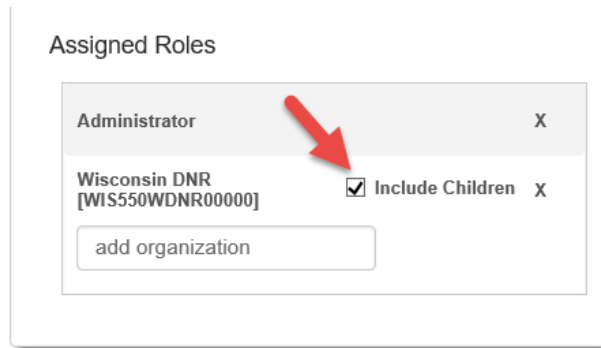 Assigned Roles
Administrator X
Wisconsin DNR
[WIS550WDNR00000] Include Children X
add organization